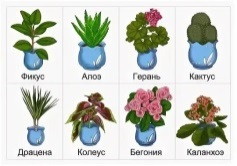 Фикус Алоэ Герань Кактус
Драцена Колеус Бегония Каланхоэ